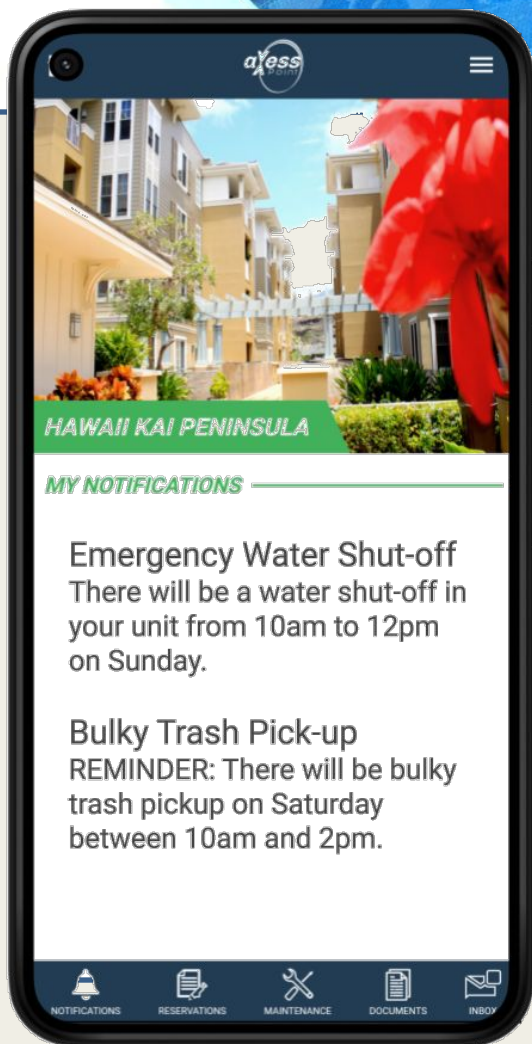 axess
POINT
HAWAII KAI PENINSULA
MY NOTIFICATIONS
Emergency Water Shut-off
There will be a water shut-off in
your unit from 10am to 12pm
on Sunday.
Bulky Trash Pick-up
REMINDER: There will be bulky
trash pickup on Saturday
between 10am and 2pm.
NOTIFICATIONS RESERVATIONS MAINTENANCE DOCUMENTS INBOX